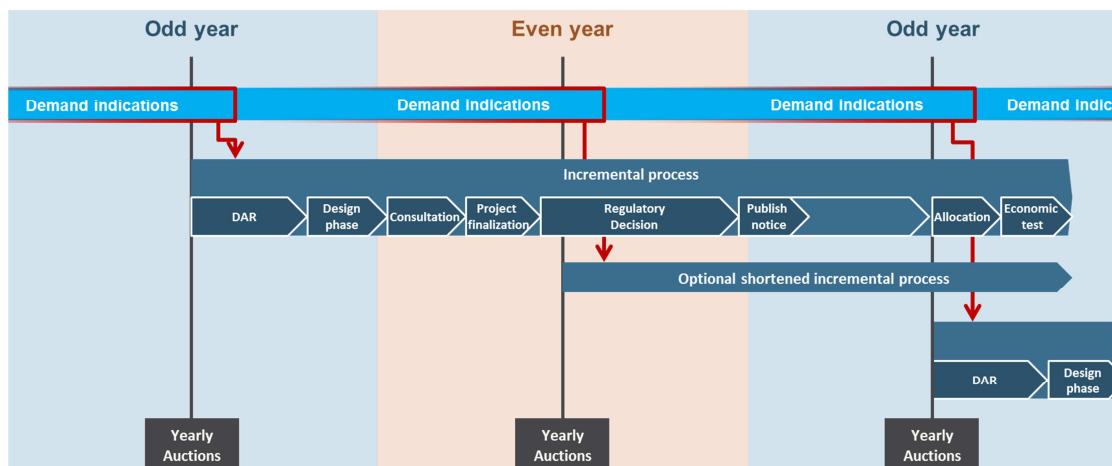 Odd year
Even year
Odd year
Demand indications
Demand indications
Demand indications
Demand indic
Incremental process
DAR
Design
phase
Consultation
Project
finalization
Regulatory
Decision
Publish
notice
Allocation
Economic
test
Optional shortened incremental process
DAR
Design
phase
Yearly
Auctions
Yearly
Auctions
Yearly
Auctions